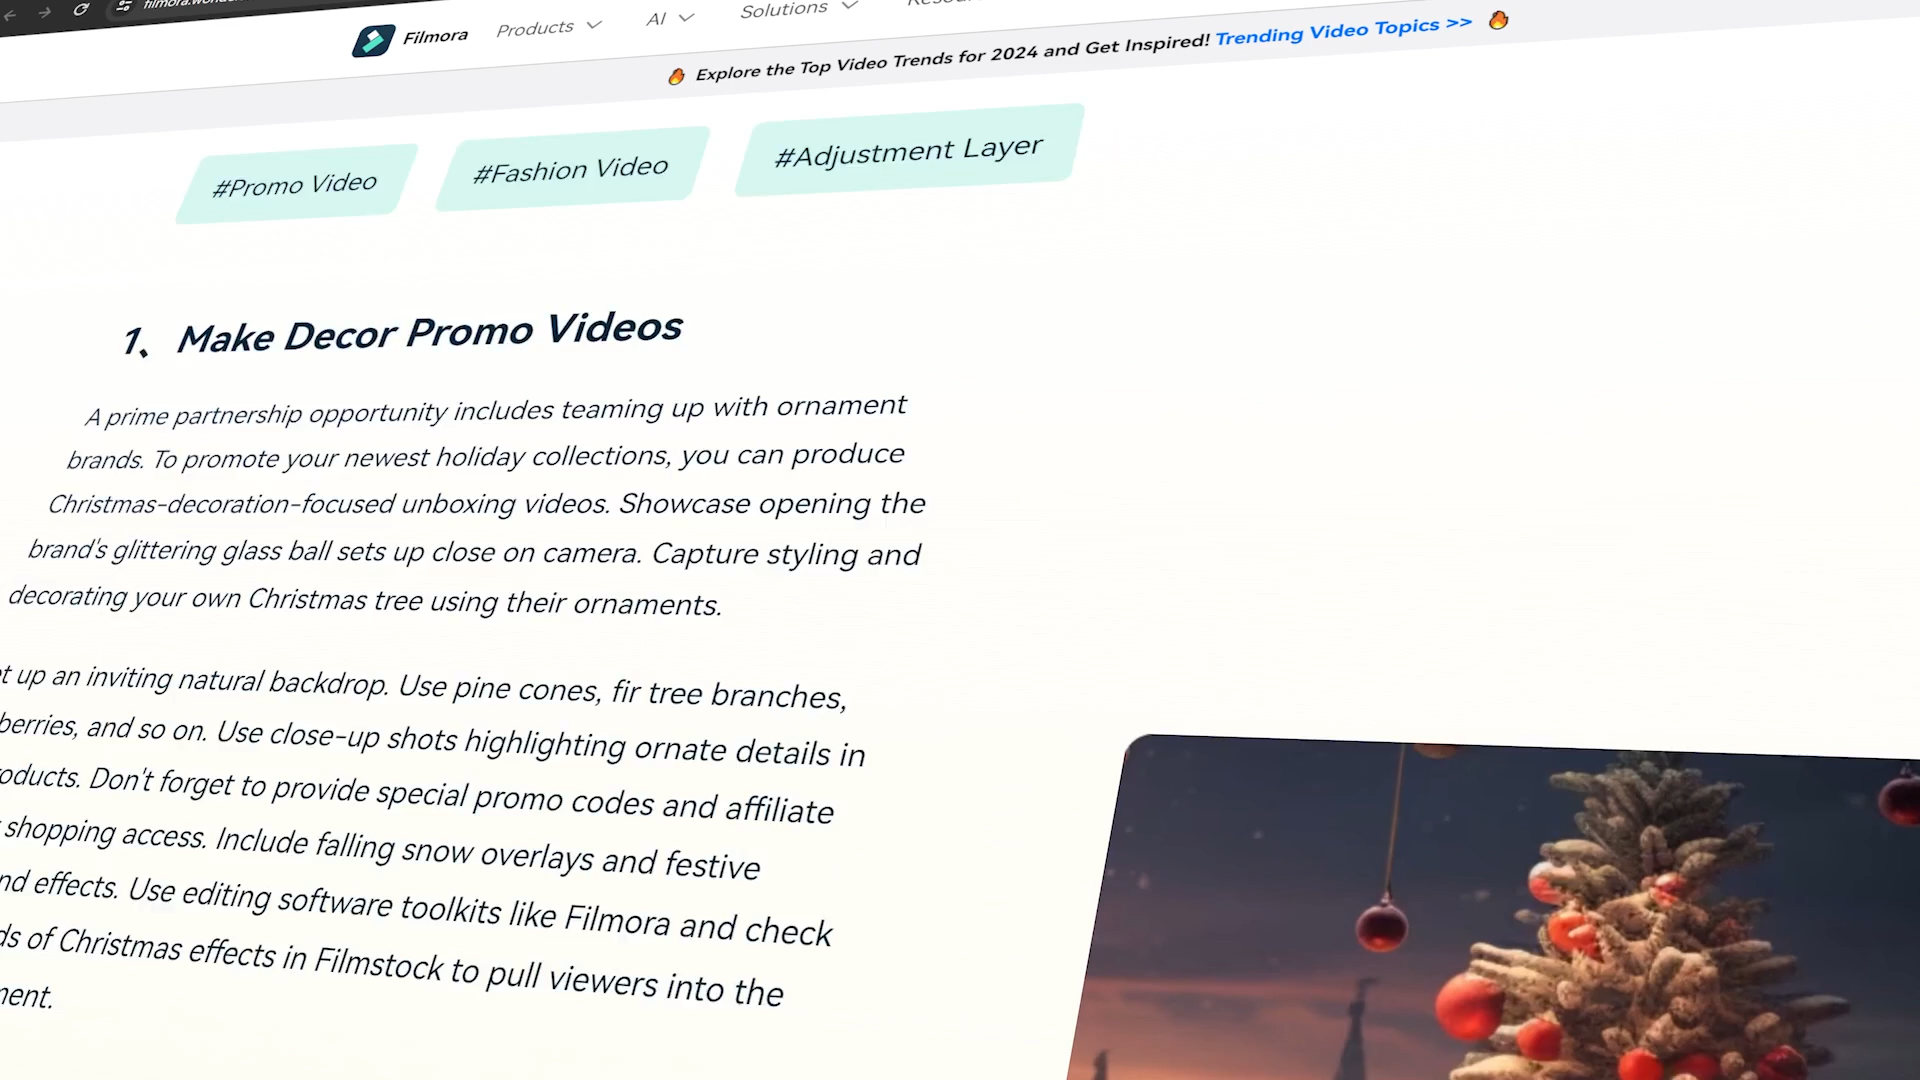 Filmora Products AI Solutions
Explore the Top Video Trends for 2024 and Get Inspired! Trending Video Topics >>
#Promo Video #Fashion Video #Adjustment Layer
1、 Make Decor Promo Videos
A prime partnership opportunity includes teaming up with ornament
brands. To promote your newest holiday collections, you can produce
Christmas-decoration-focused unboxing videos. Showcase opening the
brand's glittering glass ball sets up close on camera. Capture styling and
decorating your own Christmas tree using their ornaments.
up an inviting natural backdrop. Use pine cones, fir tree branches,
berries, and so on. Use close-up shots highlighting ornate details in
Don't forget to provide special promo codes and affiliate
shopping access. Include falling snow overlays and festive
effects. Use editing software toolkits like Filmora and check
of Christmas effects in Filmstock to pull viewers into the